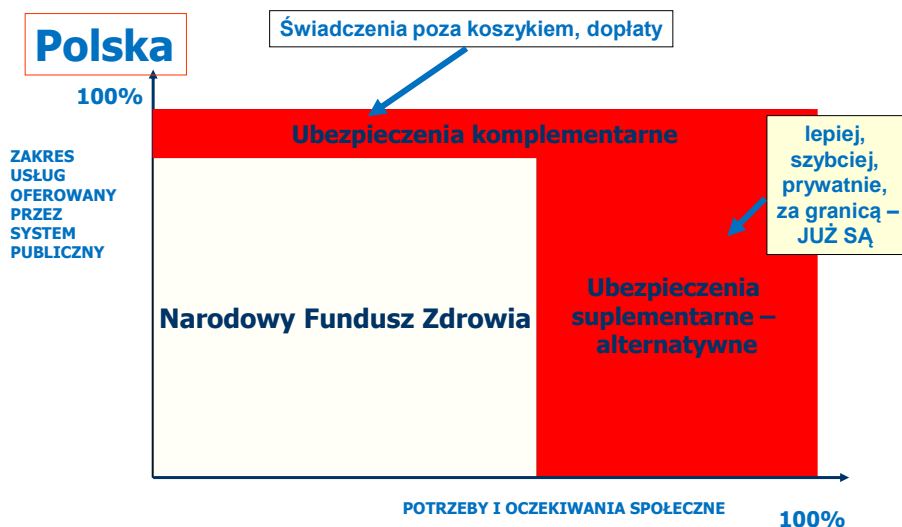 Polska
Świadczenia poza koszykiem, dopłaty
100%
Ubezpieczenia komplementarne
lepiej,
szybciej,
prywatnie,
za granicą –
JUŻ SĄ
ZAKRES
USŁUG
OFEROWANY
PRZEZ
SYSTEM
PUBLICZNY
Narodowy Fundusz Zdrowia
Ubezpieczenia
suplementarne –
alternatywne
POTRZEBY I OCZEKIWANIA SPOŁECZNE
100%